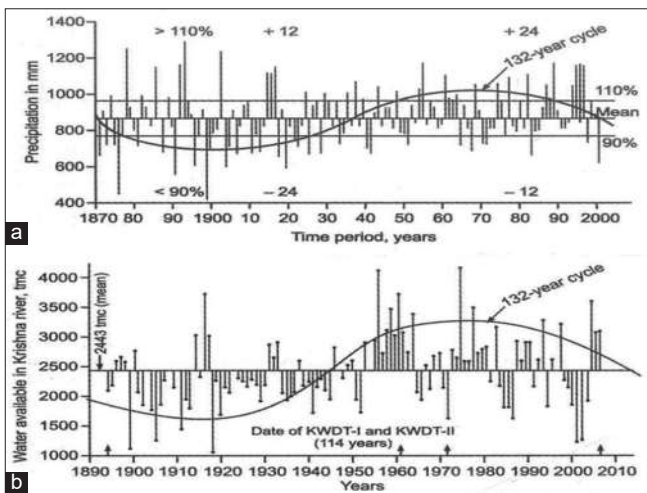 a
Precipitation in mm
1400
1200
1000
800
600
400
> 110%
+ 12
+ 24
132-year cycle
110%
Mean
90%
< 90%
− 24
− 12
1870 80 90 1900 10 20 30 40 50 60 70 80 90 2000
Time period, years
b
Water available in Krishna river, tmc
4000
3500
3000
2500
2000
1500
1000
2443 tmc (mean)
132-year cycle
Date of KWDT-I and KWDT-II
(114 years)
1890 1900 1910 1920 1930 1940 1950 1960 1970 1980 1990 2000 2010
Years